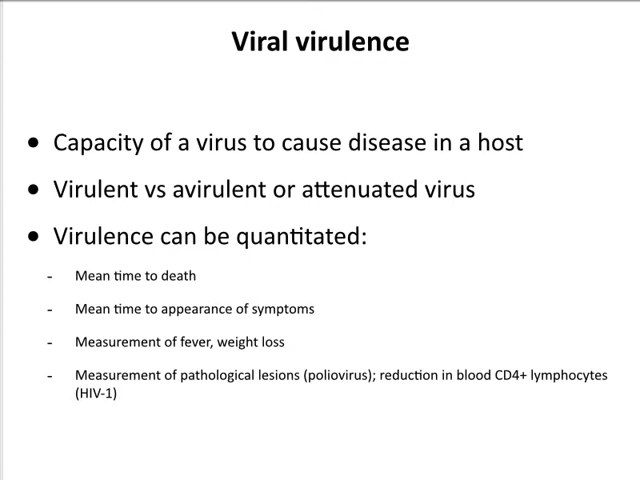 Viral virulence
● Capacity of a virus to cause disease in a host
● Virulent vs avirulent or attenuated virus
● Virulence can be quantitated:
- Mean time to death
- Mean time to appearance of symptoms
- Measurement of fever, weight loss
- Measurement of pathological lesions (poliovirus); reduction in blood CD4+ lymphocytes
(HIV-1)